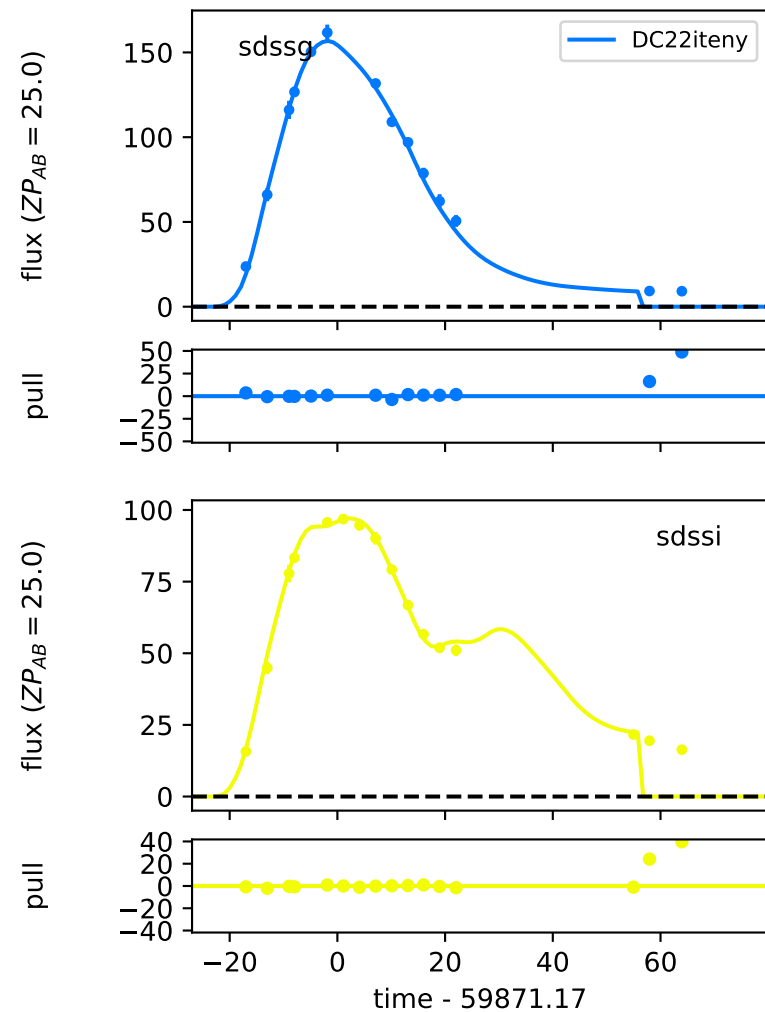 sdssg
DC22iteny
flux (ZP_AB = 25.0)
150
100
50
0
pull
50
25
0
−25
−50
sdssi
flux (ZP_AB = 25.0)
100
75
50
25
0
pull
40
20
0
−20
−40
−20 0 20 40 60
time - 59871.17